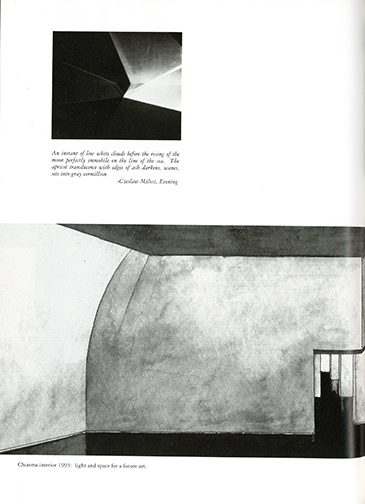 An instant of low white clouds before the rising of the
moon perfectly immobile on the line of the sea. The
apricot translucence with edges of ash darkens, wanes,
sets into gray vermillion
-Czeslaw Milosz, Evening
Chiasma interior 1993: light and space for a future art.